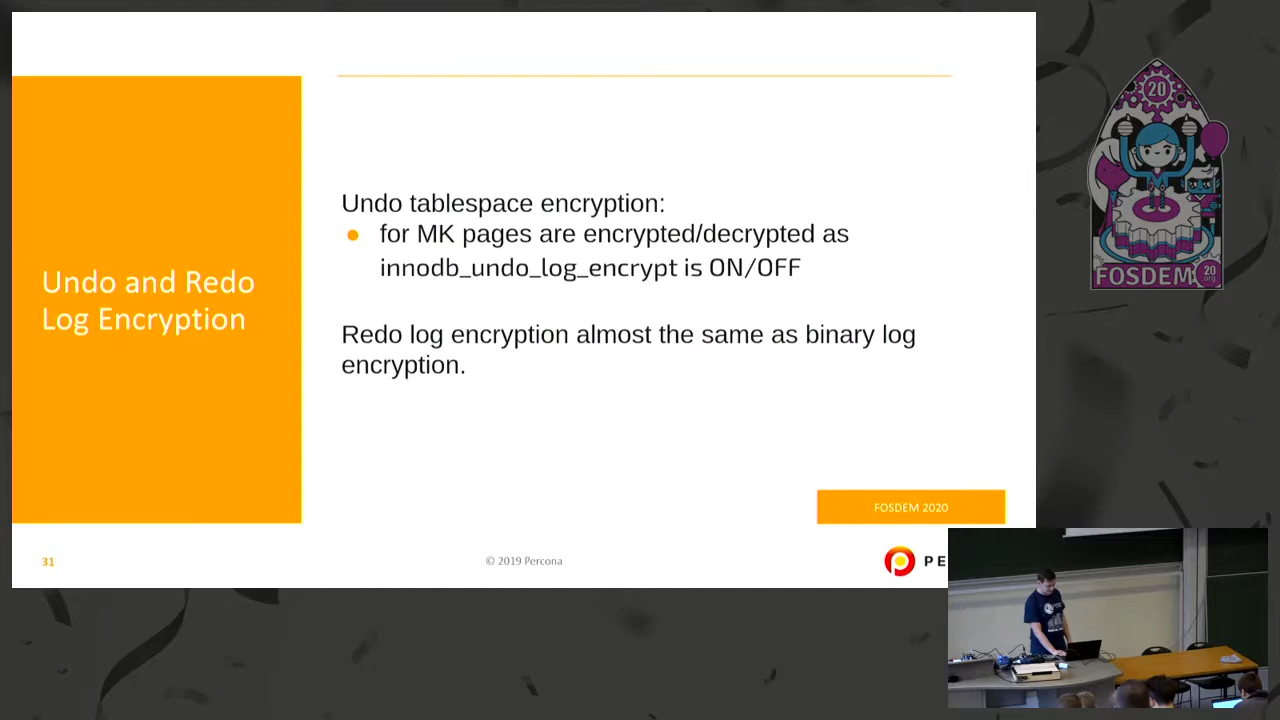 Undo and Redo
Log Encryption
Undo tablespace encryption:
● for MK pages are encrypted/decrypted as
innodb_undo_log_encrypt is ON/OFF
Redo log encryption almost the same as binary log
encryption.
FOSDEM 2020
31
© 2019 Percona
PE
20
FOSDEM
20
.org